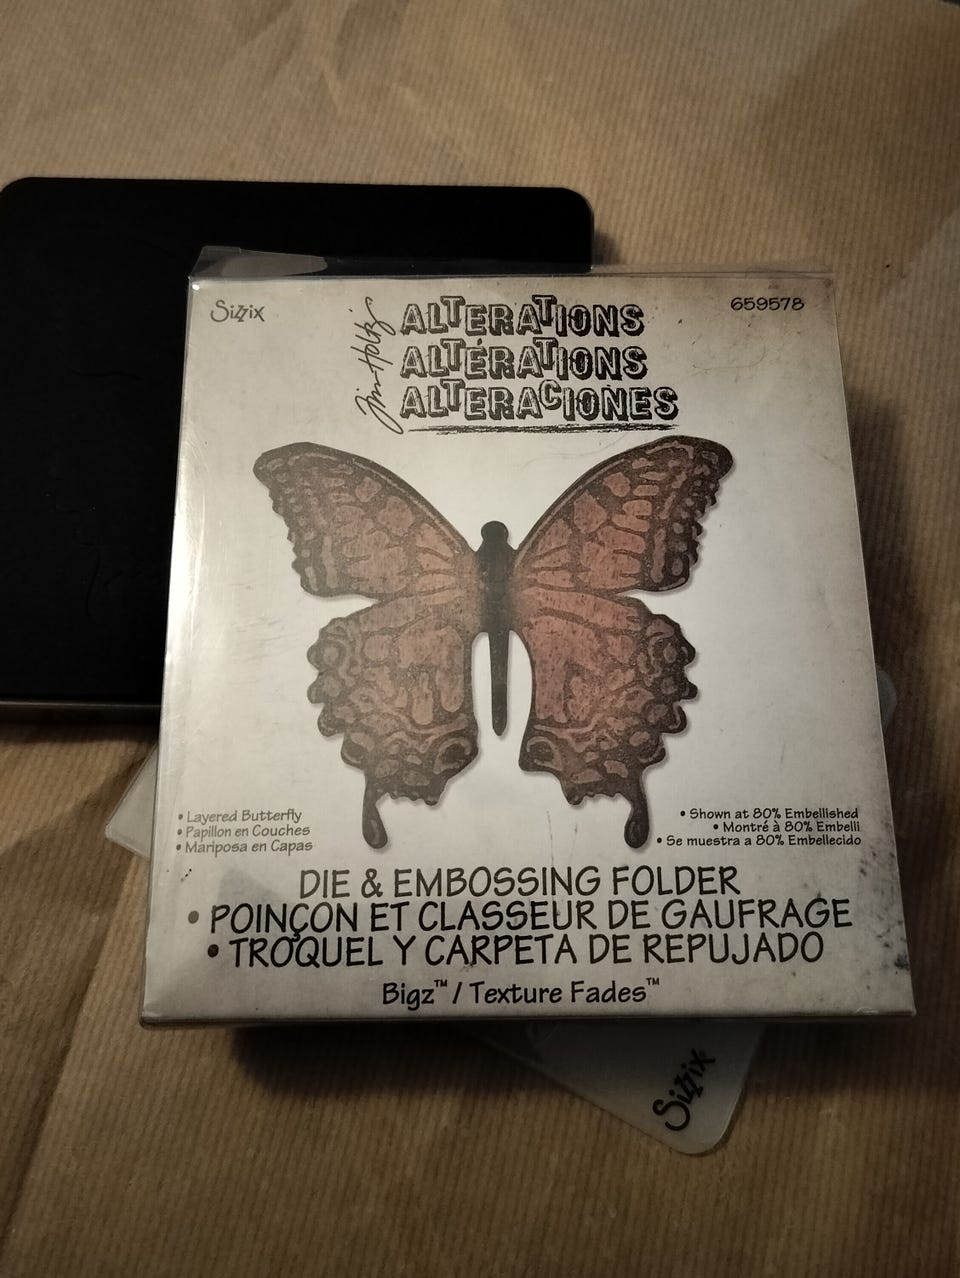 Sizzix
659578
Tim Holtz
ALTERATIONS
ALTÉRATIONS
ALTERACIONES
• Layered Butterfly
• Papillon en Couches
• Mariposa en Capas
• Shown at 80% Embellished
• Montré à 80% Embelli
• Se muestra a 80% Embellecido
DIE & EMBOSSING FOLDER
• POINÇON ET CLASSEUR DE GAUFRAGE
• TROQUEL Y CARPETA DE REPUJADO
Bigz™ / Texture Fades™
Sizzix